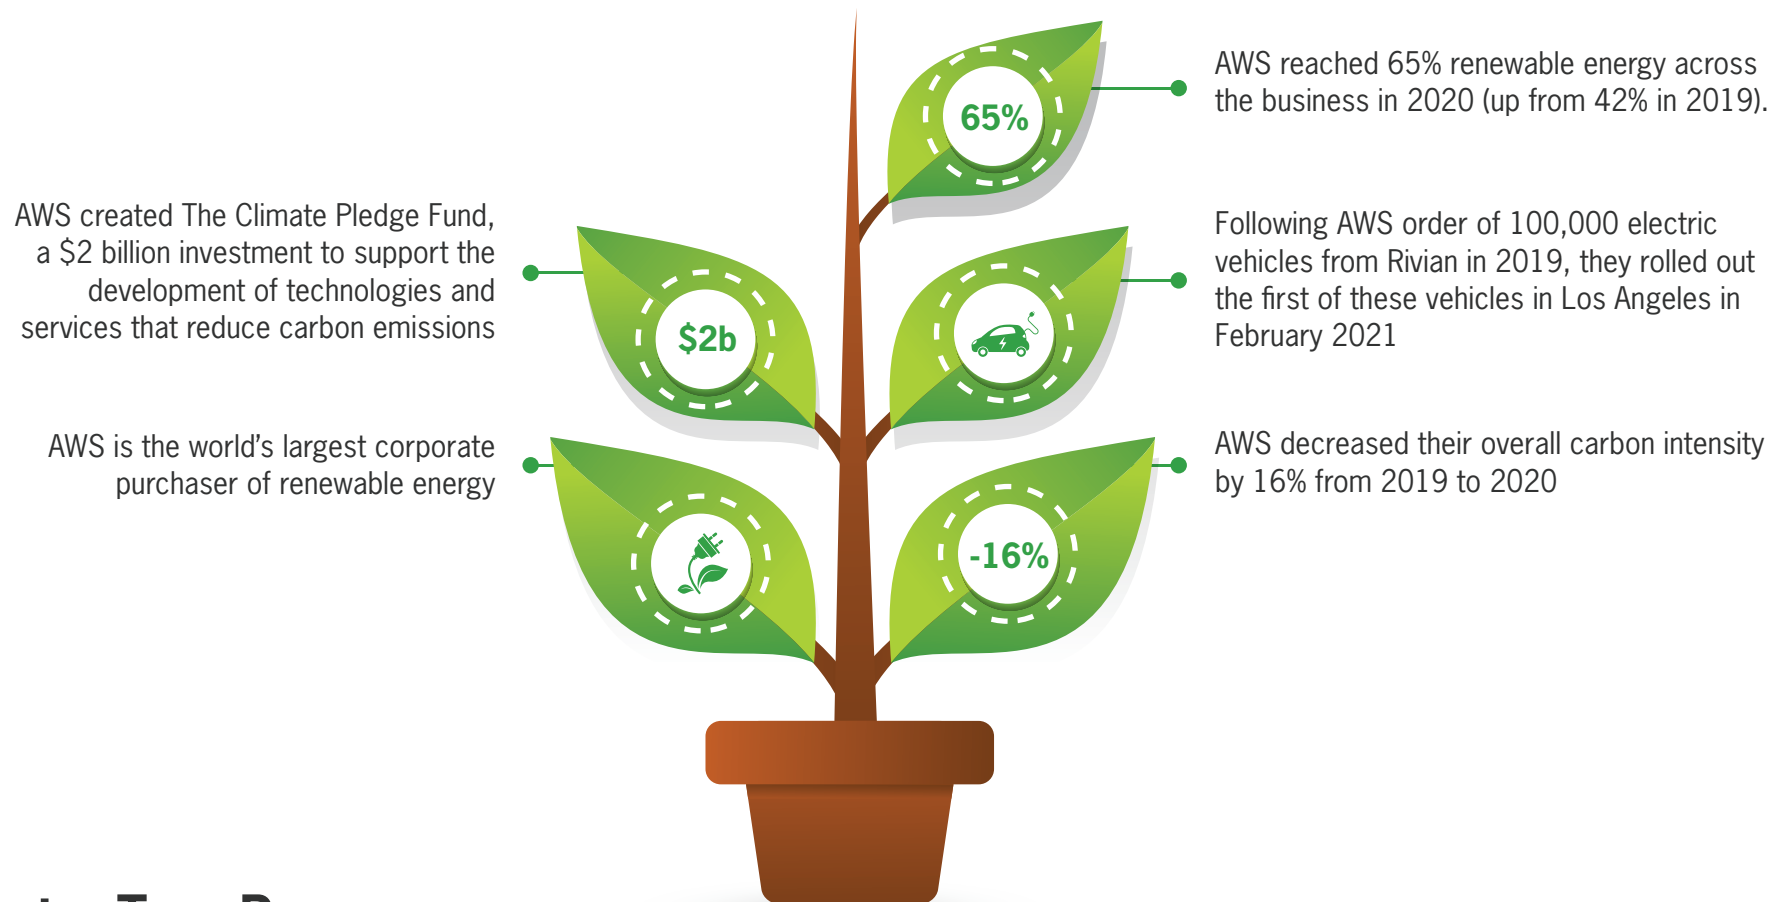 65%
AWS reached 65% renewable energy across
the business in 2020 (up from 42% in 2019).
AWS created The Climate Pledge Fund,
a $2 billion investment to support the
development of technologies and
services that reduce carbon emissions
$2b
Following AWS order of 100,000 electric
vehicles from Rivian in 2019, they rolled out
the first of these vehicles in Los Angeles in
February 2021
AWS is the world’s largest corporate
purchaser of renewable energy
-16%
AWS decreased their overall carbon intensity
by 16% from 2019 to 2020